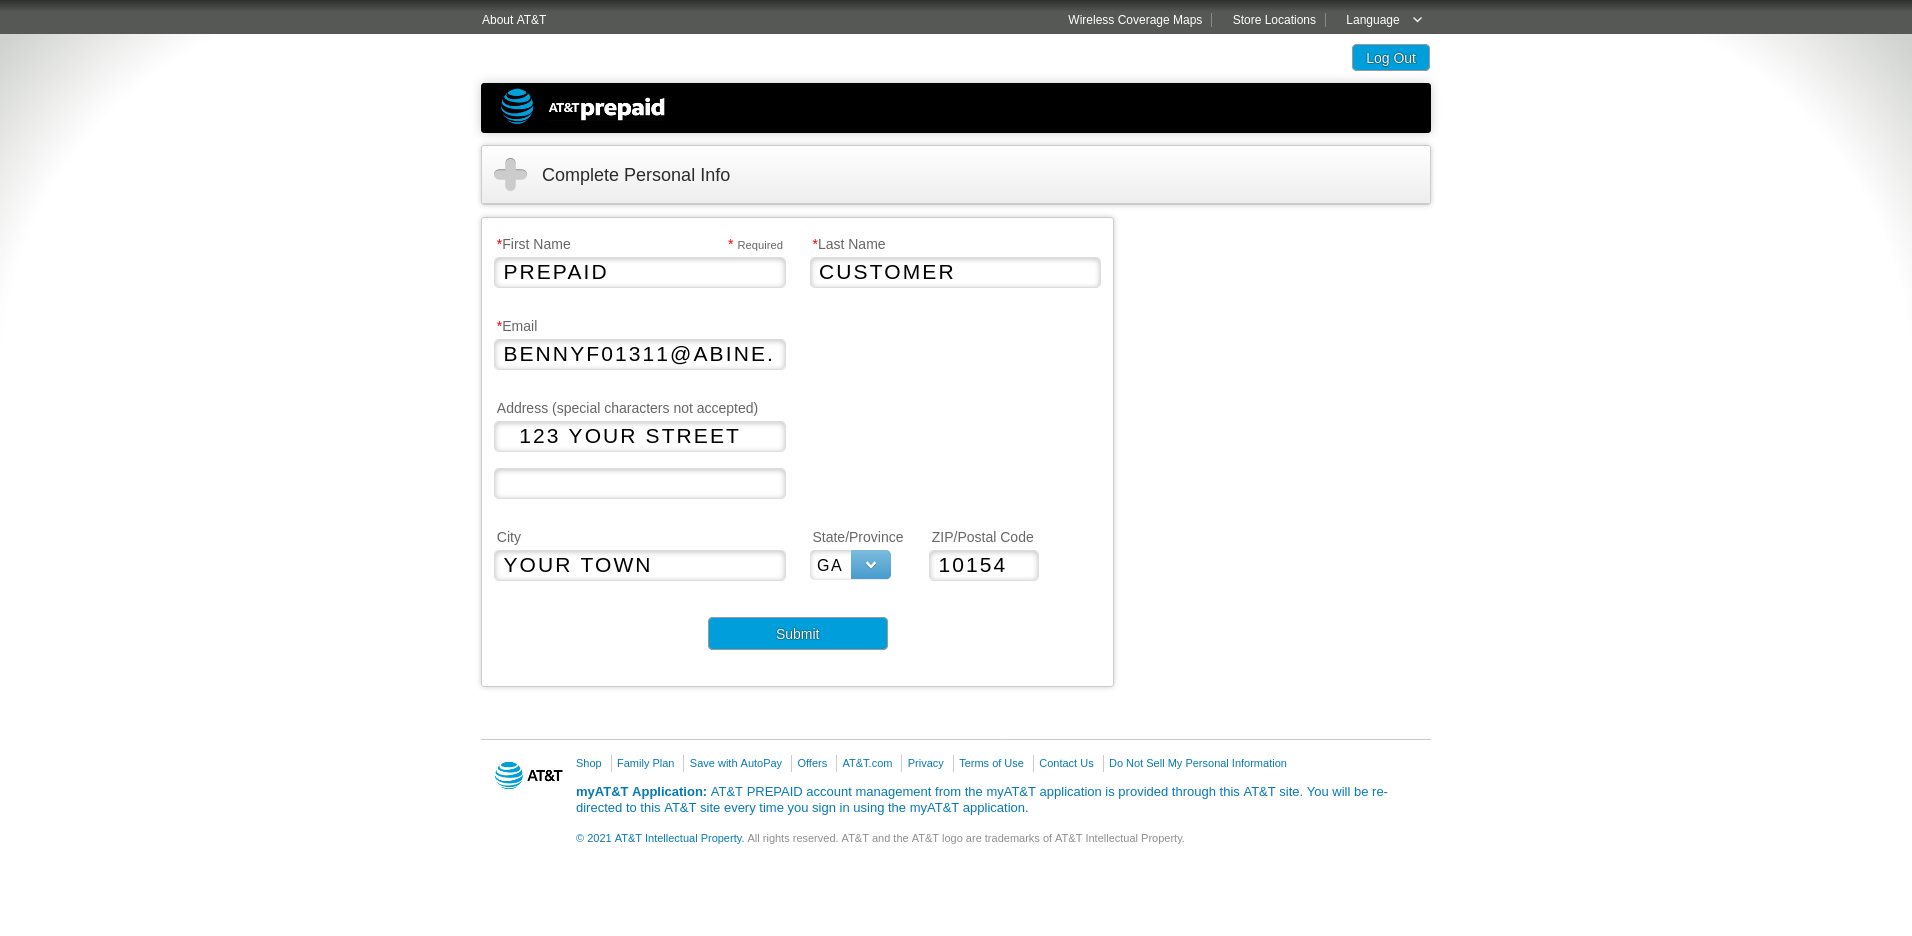 About AT&T
Wireless Coverage Maps
Store Locations
Language
Log Out
AT&T prepaid
Complete Personal Info
*First Name
* Required
*Last Name
PREPAID
CUSTOMER
*Email
BENNYF01311@ABINE.
Address (special characters not accepted)
123 YOUR STREET
City
State/Province
ZIP/Postal Code
YOUR TOWN
GA
10154
Submit
AT&T
Shop
Family Plan
Save with AutoPay
Offers
AT&T.com
Privacy
Terms of Use
Contact Us
Do Not Sell My Personal Information
myAT&T Application: AT&T PREPAID account management from the myAT&T application is provided through this AT&T site. You will be re-
directed to this AT&T site every time you sign in using the myAT&T application.
© 2021 AT&T Intellectual Property. All rights reserved. AT&T and the AT&T logo are trademarks of AT&T Intellectual Property.